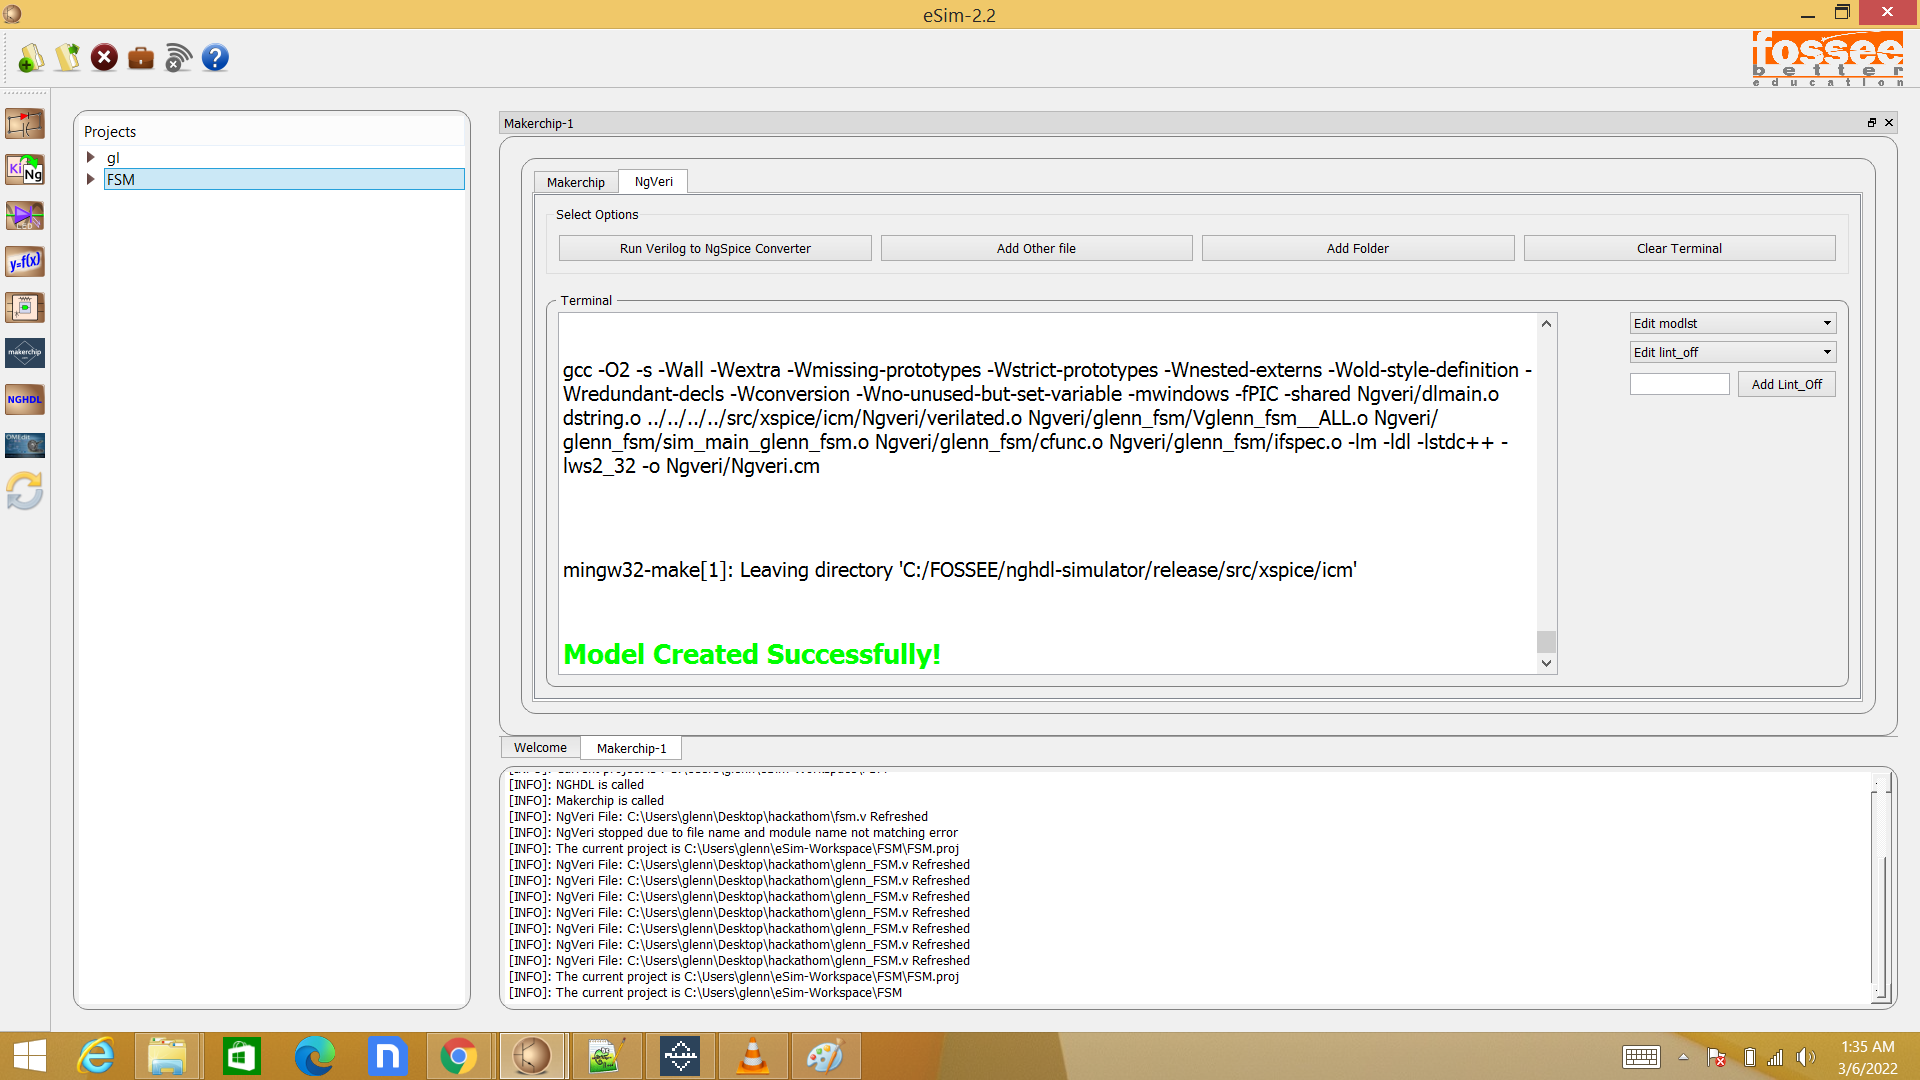 eSim-2.2
fossee
better
education
Projects
gl
FSM
Ki
Ng
LED
y=f(x)
makerchip
NGHDL
OMEdit
Makerchip-1
Makerchip
NgVeri
Select Options
Run Verilog to NgSpice Converter
Add Other file
Add Folder
Clear Terminal
Terminal
gcc -O2 -s -Wall -Wextra -Wmissing-prototypes -Wstrict-prototypes -Wnested-externs -Wold-style-definition -
Wredundant-decls -Wconversion -Wno-unused-but-set-variable -mwindows -fPIC -shared Ngveri/dlmain.o
dstring.o ../../../../src/xspice/icm/Ngveri/verilated.o Ngveri/glenn_fsm/Vglenn_fsm__ALL.o Ngveri/
glenn_fsm/sim_main_glenn_fsm.o Ngveri/glenn_fsm/cfunc.o Ngveri/glenn_fsm/ifspec.o -lm -ldl -lstdc++ -
lws2_32 -o Ngveri/Ngveri.cm
mingw32-make[1]: Leaving directory 'C:/FOSSEE/nghdl-simulator/release/src/xspice/icm'
Model Created Successfully!
Edit modlst
Edit lint_off
Add Lint_Off
Welcome
Makerchip-1
[INFO]: NGHDL is called
[INFO]: Makerchip is called
[INFO]: NgVeri File: C:\Users\glenn\Desktop\hackathom\fsm.v Refreshed
[INFO]: NgVeri stopped due to file name and module name not matching error
[INFO]: The current project is C:\Users\glenn\eSim-Workspace\FSM\FSM.proj
[INFO]: NgVeri File: C:\Users\glenn\Desktop\hackathom\glenn_FSM.v Refreshed
[INFO]: NgVeri File: C:\Users\glenn\Desktop\hackathom\glenn_FSM.v Refreshed
[INFO]: NgVeri File: C:\Users\glenn\Desktop\hackathom\glenn_FSM.v Refreshed
[INFO]: NgVeri File: C:\Users\glenn\Desktop\hackathom\glenn_FSM.v Refreshed
[INFO]: NgVeri File: C:\Users\glenn\Desktop\hackathom\glenn_FSM.v Refreshed
[INFO]: NgVeri File: C:\Users\glenn\Desktop\hackathom\glenn_FSM.v Refreshed
[INFO]: NgVeri File: C:\Users\glenn\Desktop\hackathom\glenn_FSM.v Refreshed
[INFO]: The current project is C:\Users\glenn\eSim-Workspace\FSM\FSM.proj
[INFO]: The current project is C:\Users\glenn\eSim-Workspace\FSM
1:35 AM
3/6/2022